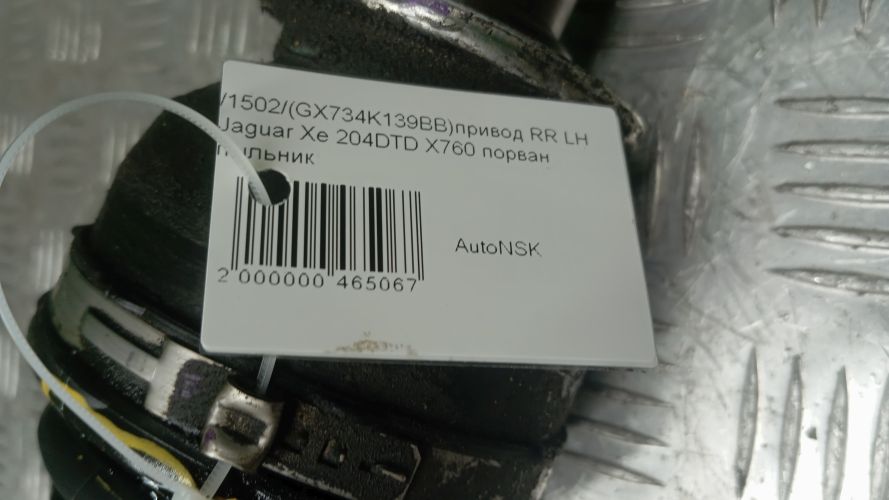 /1502/(GX734K139BB)привод RR LH
Jaguar Xe 204DTD X760 порван
пыльник
AutoNSK
2 000000 465067